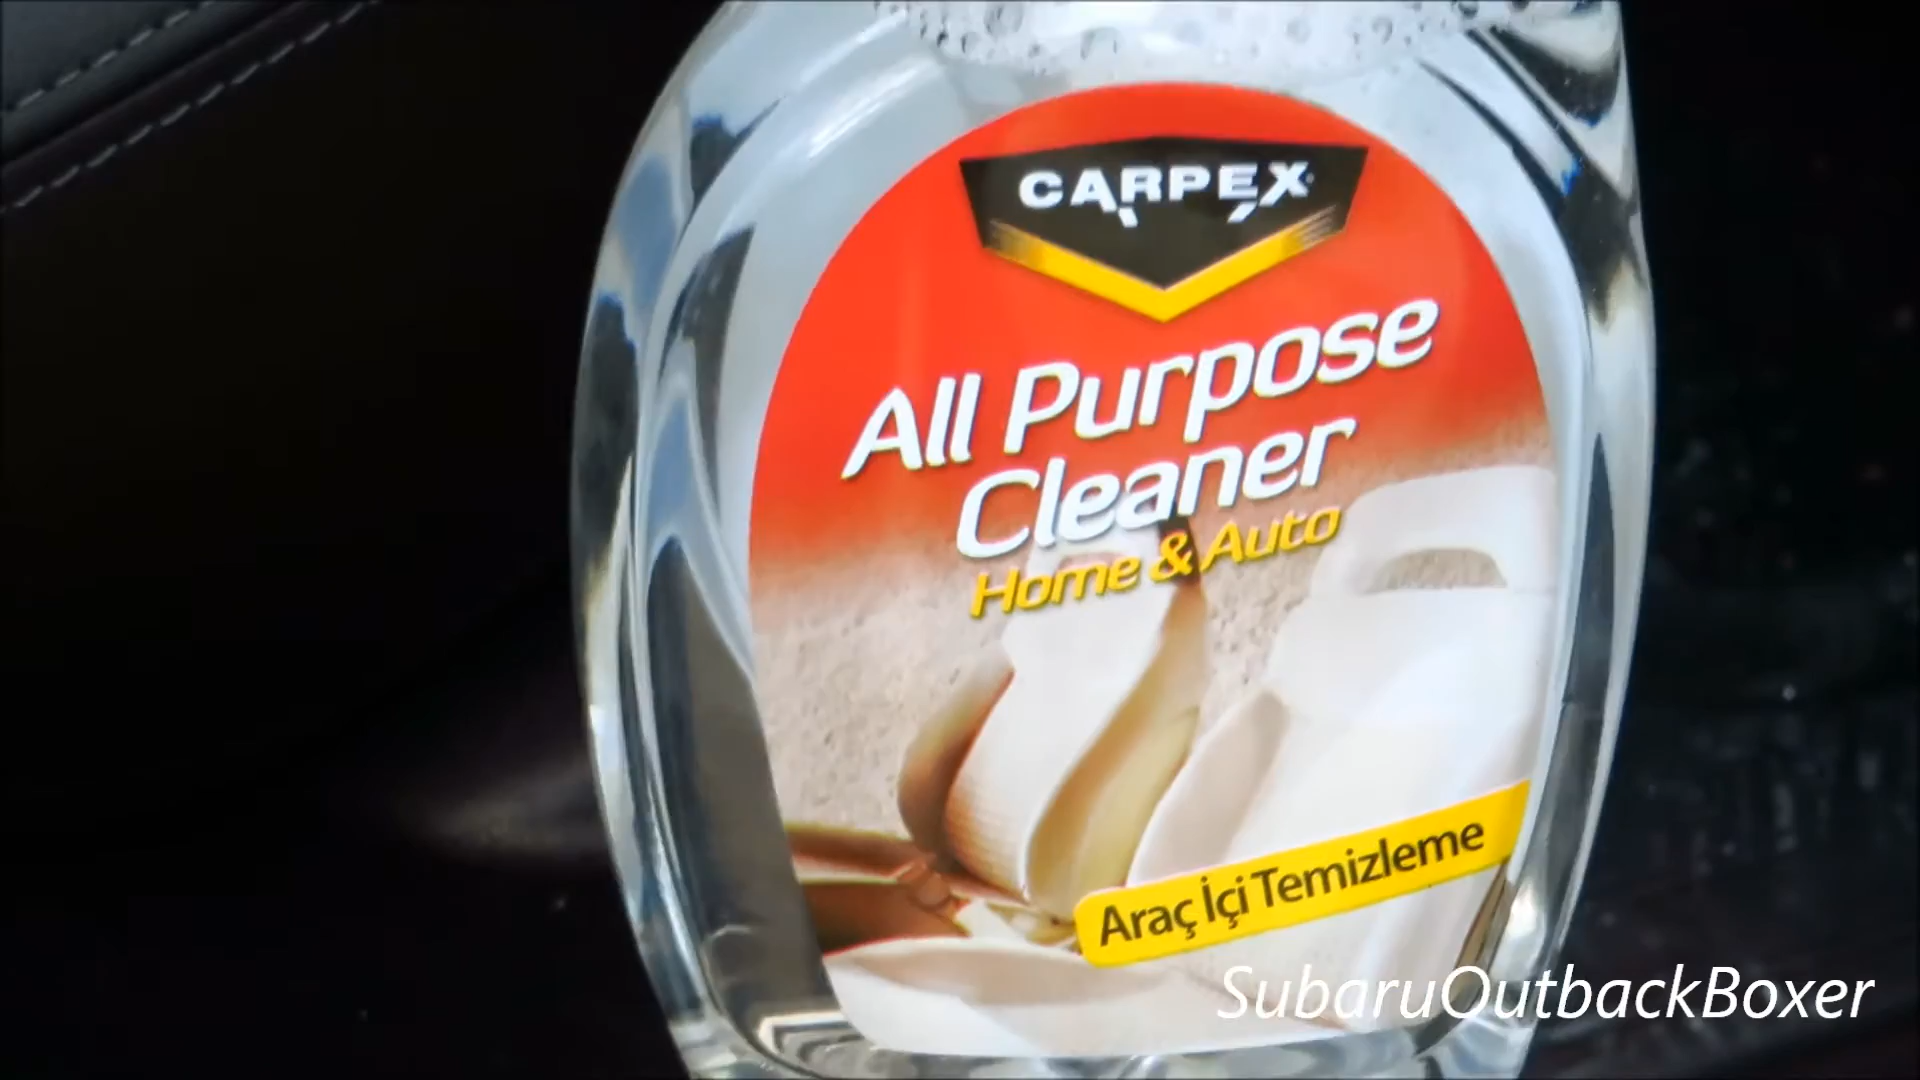 CARPEX
All Purpose
Cleaner
Home & Auto
Araç İçi Temizleme
SubaruOutbackBoxer